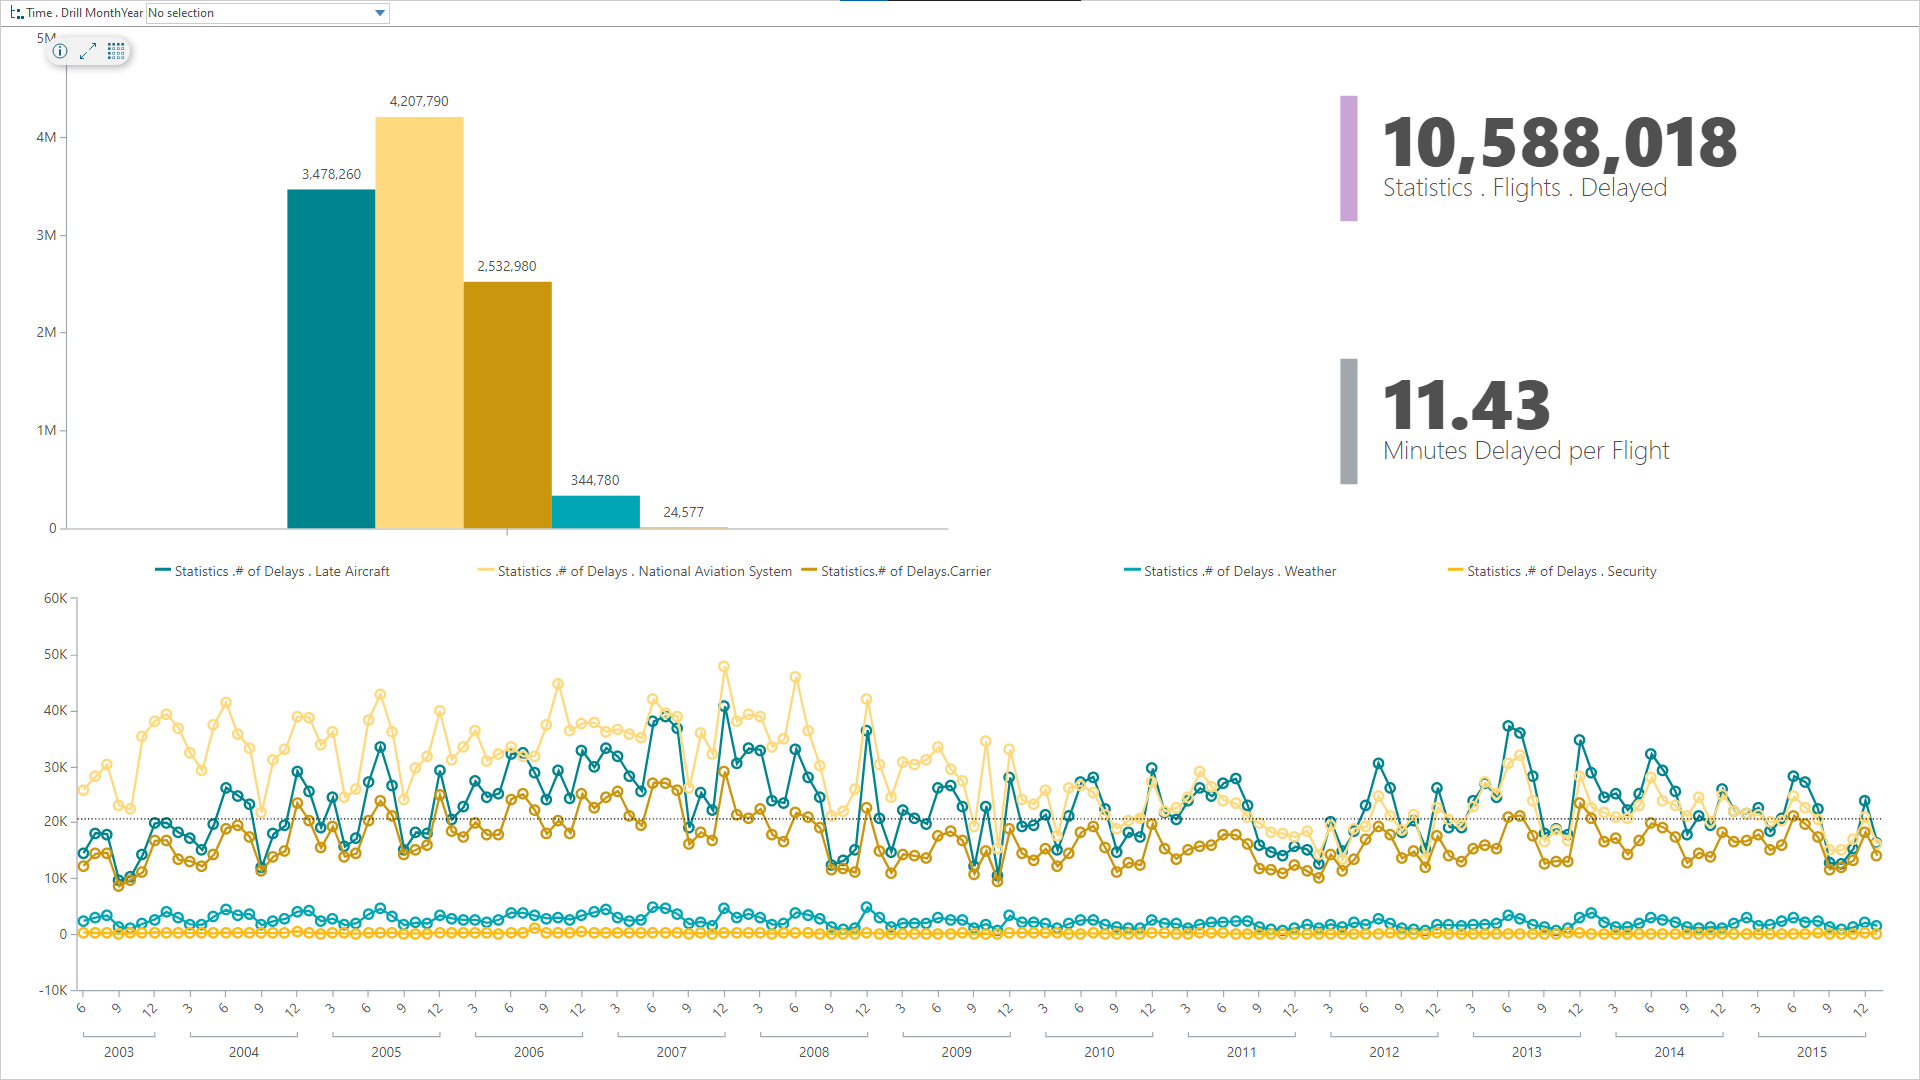 Time . Drill MonthYear No selection
5M
4M
3M
2M
1M
0
3,478,260
4,207,790
2,532,980
344,780
24,577
10,588,018
Statistics . Flights . Delayed
11.43
Minutes Delayed per Flight
Statistics .# of Delays . Late Aircraft
Statistics .# of Delays . National Aviation System
Statistics.# of Delays.Carrier
Statistics .# of Delays . Weather
Statistics .# of Delays . Security
60K
50K
40K
30K
20K
10K
0
-10K
6 9 12 3 6 9 12 3 6 9 12 3 6 9 12 3 6 9 12 3 6 9 12 3 6 9 12 3 6 9 12 3 6 9 12 3 6 9 12 3 6 9 12 3 6 9 12 3 6 9 12
2003 2004 2005 2006 2007 2008 2009 2010 2011 2012 2013 2014 2015